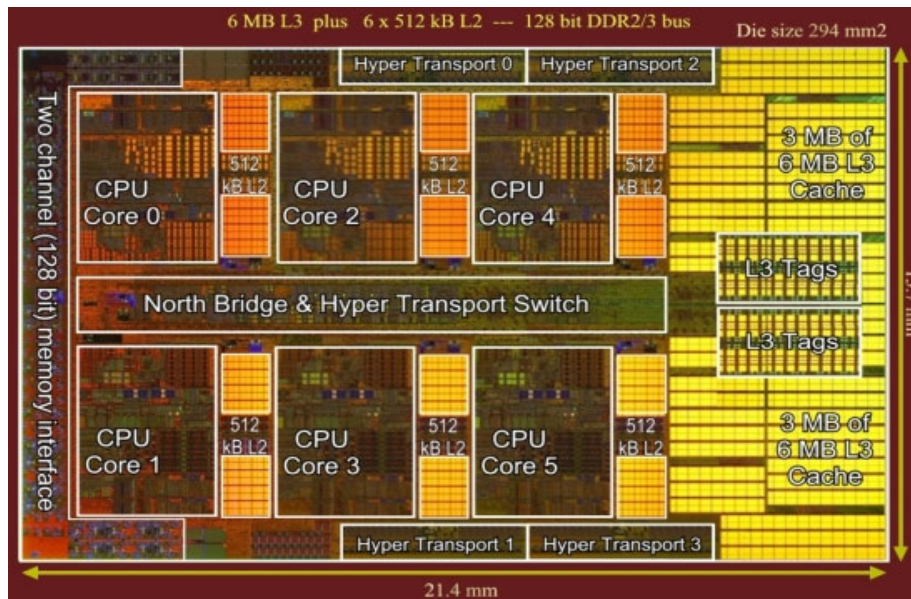 6 MB L3 plus 6 x 512 kB L2 --- 128 bit DDR2/3 bus
Die size 294 mm2
Hyper Transport 0
Hyper Transport 2
Two channel (128 bit) memory interface
CPU
Core 0
512
kB L2
CPU
Core 2
512
kB L2
CPU
Core 4
512
kB L2
3 MB of
6 MB L3
Cache
L3 Tags
North Bridge & Hyper Transport Switch
L3 Tags
CPU
Core 1
512
kB L2
CPU
Core 3
512
kB L2
CPU
Core 5
512
kB L2
3 MB of
6 MB L3
Cache
Hyper Transport 1
Hyper Transport 3
21.4 mm